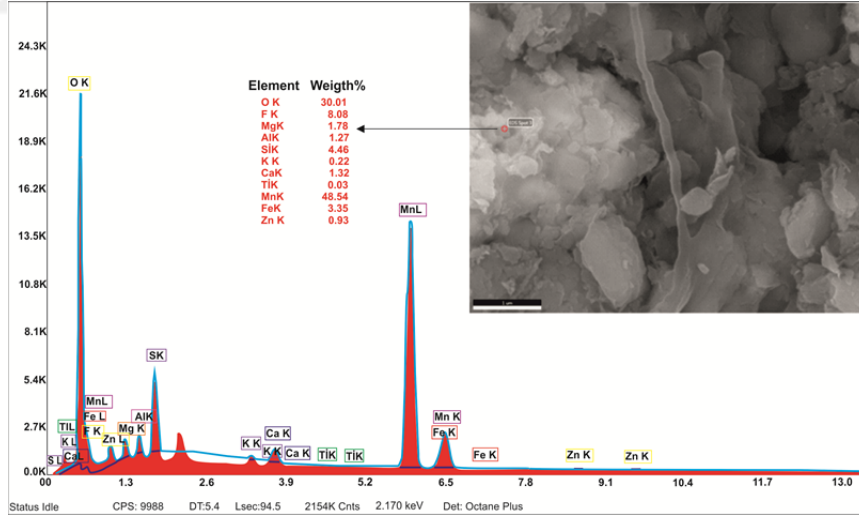 24.3K
21.6K
18.9K
16.2K
13.5K
10.8K
8.1K
5.4K
2.7K
0.0K
O K
Element Weigth%
O K 30.01
F K 8.08
MgK 1.78
AlK 1.27
SİK 4.46
K K 0.22
CaK 1.32
TİK 0.03
MnK 48.54
FeK 3.35
Zn K 0.93
MnL
SK
MnL
Fe L
AlK
TIL
F K
Mg K
K L
Zn L
S L
CaL
K K
Ca K
K K
Ca K
TİK
TİK
Mn K
Fe K
Fe K
Zn K
Zn K
00 1.3 2.6 3.9 5.2 6.5 7.8 9.1 10.4 11.7 13.0
Status Idle CPS: 9988 DT:5.4 Lsec:94.5 2154K Cnts 2.170 keV Det: Octane Plus